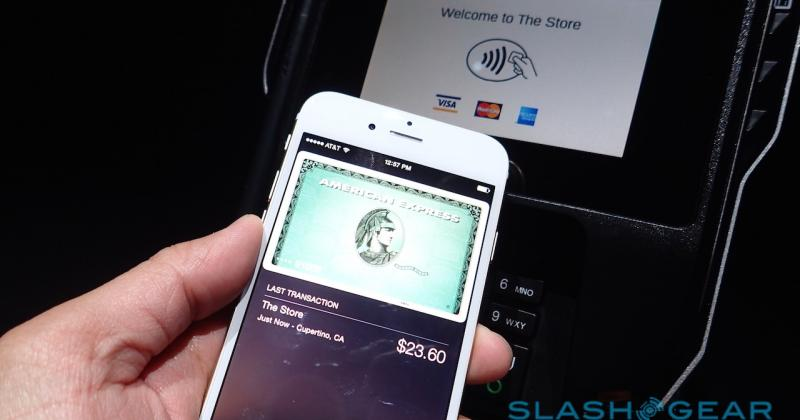 Welcome to The Store
VISA
MasterCard
AT&T
12:57 PM
AMERICAN EXPRESS
LAST TRANSACTION
The Store
Just Now - Cupertino, CA
$23.60
6 MNO
9 WXY
SLASHGEAR